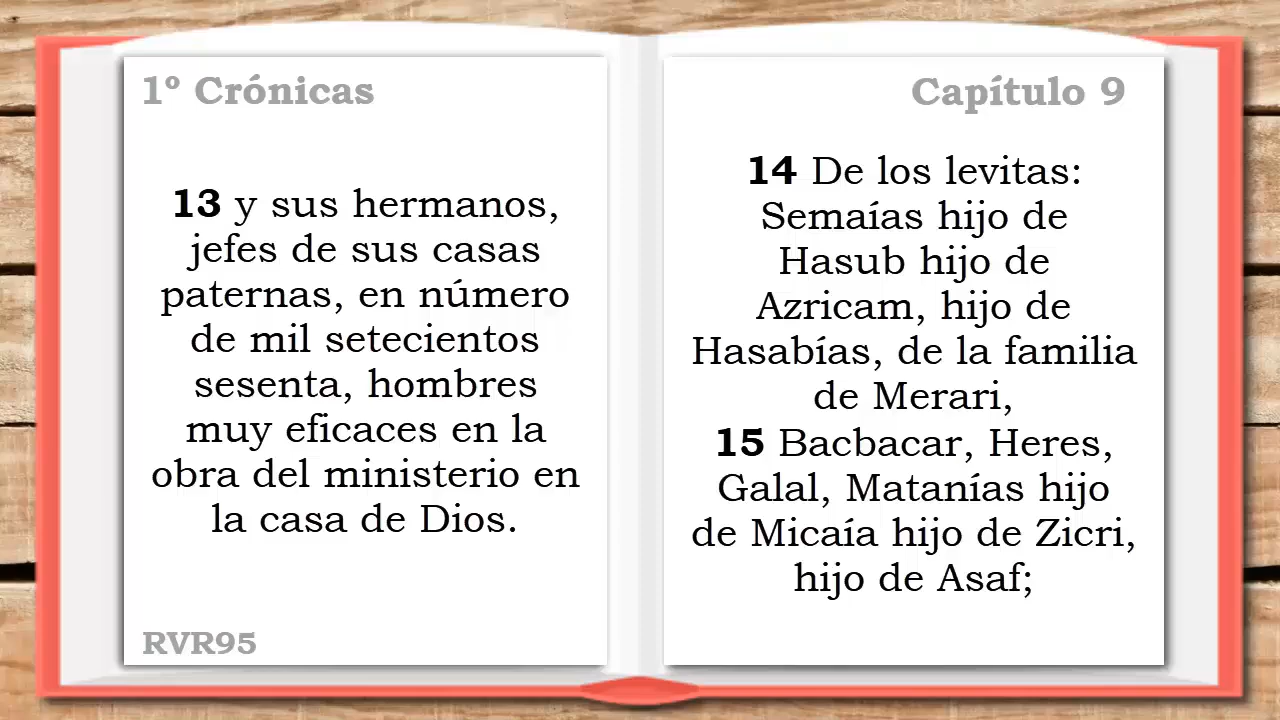 1º Crónicas
13 y sus hermanos,
jefes de sus casas
paternas, en número
de mil setecientos
sesenta, hombres
muy eficaces en la
obra del ministerio en
la casa de Dios.
RVR95
Capítulo 9
14 De los levitas:
Semaías hijo de
Hasub hijo de
Azricam, hijo de
Hasabías, de la familia
de Merari,
15 Bacbacar, Heres,
Galal, Matanías hijo
de Micaía hijo de Zicri,
hijo de Asaf;